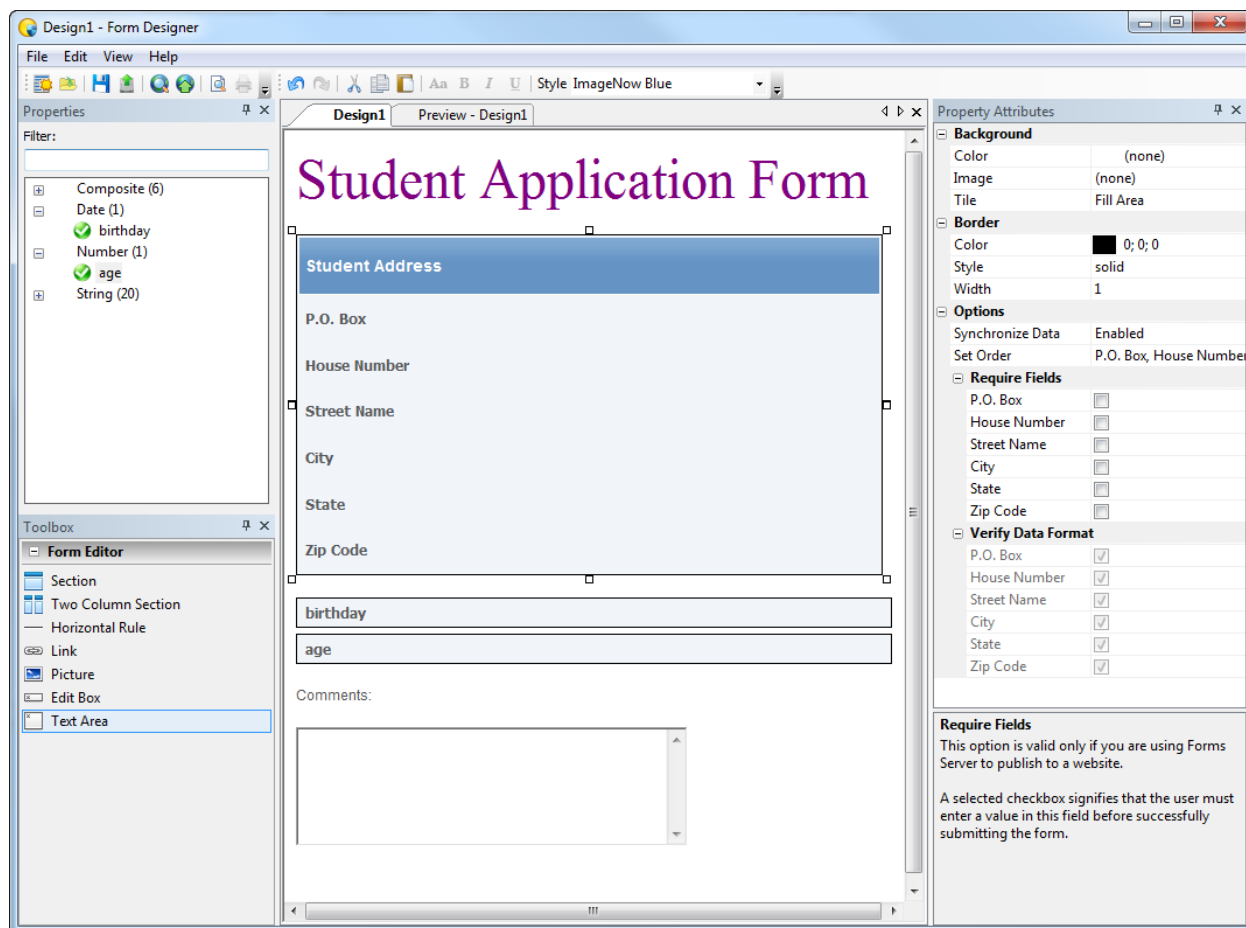 Design1 - Form Designer
File Edit View Help
Aa B I U Style ImageNow Blue
Properties
Filter:
Composite (6)
Date (1)
birthday
Number (1)
age
String (20)
Toolbox
Form Editor
Section
Two Column Section
Horizontal Rule
Link
Picture
Edit Box
Text Area
Design1 Preview - Design1
Student Application Form
Student Address
P.O. Box
House Number
Street Name
City
State
Zip Code
birthday
age
Comments:
Property Attributes
Background
Color (none)
Image (none)
Tile Fill Area
Border
Color 0; 0; 0
Style solid
Width 1
Options
Synchronize Data Enabled
Set Order P.O. Box, House Number
Require Fields
P.O. Box
House Number
Street Name
City
State
Zip Code
Verify Data Format
P.O. Box
House Number
Street Name
City
State
Zip Code
Require Fields
This option is valid only if you are using Forms
Server to publish to a website.
A selected checkbox signifies that the user must
enter a value in this field before successfully
submitting the form.